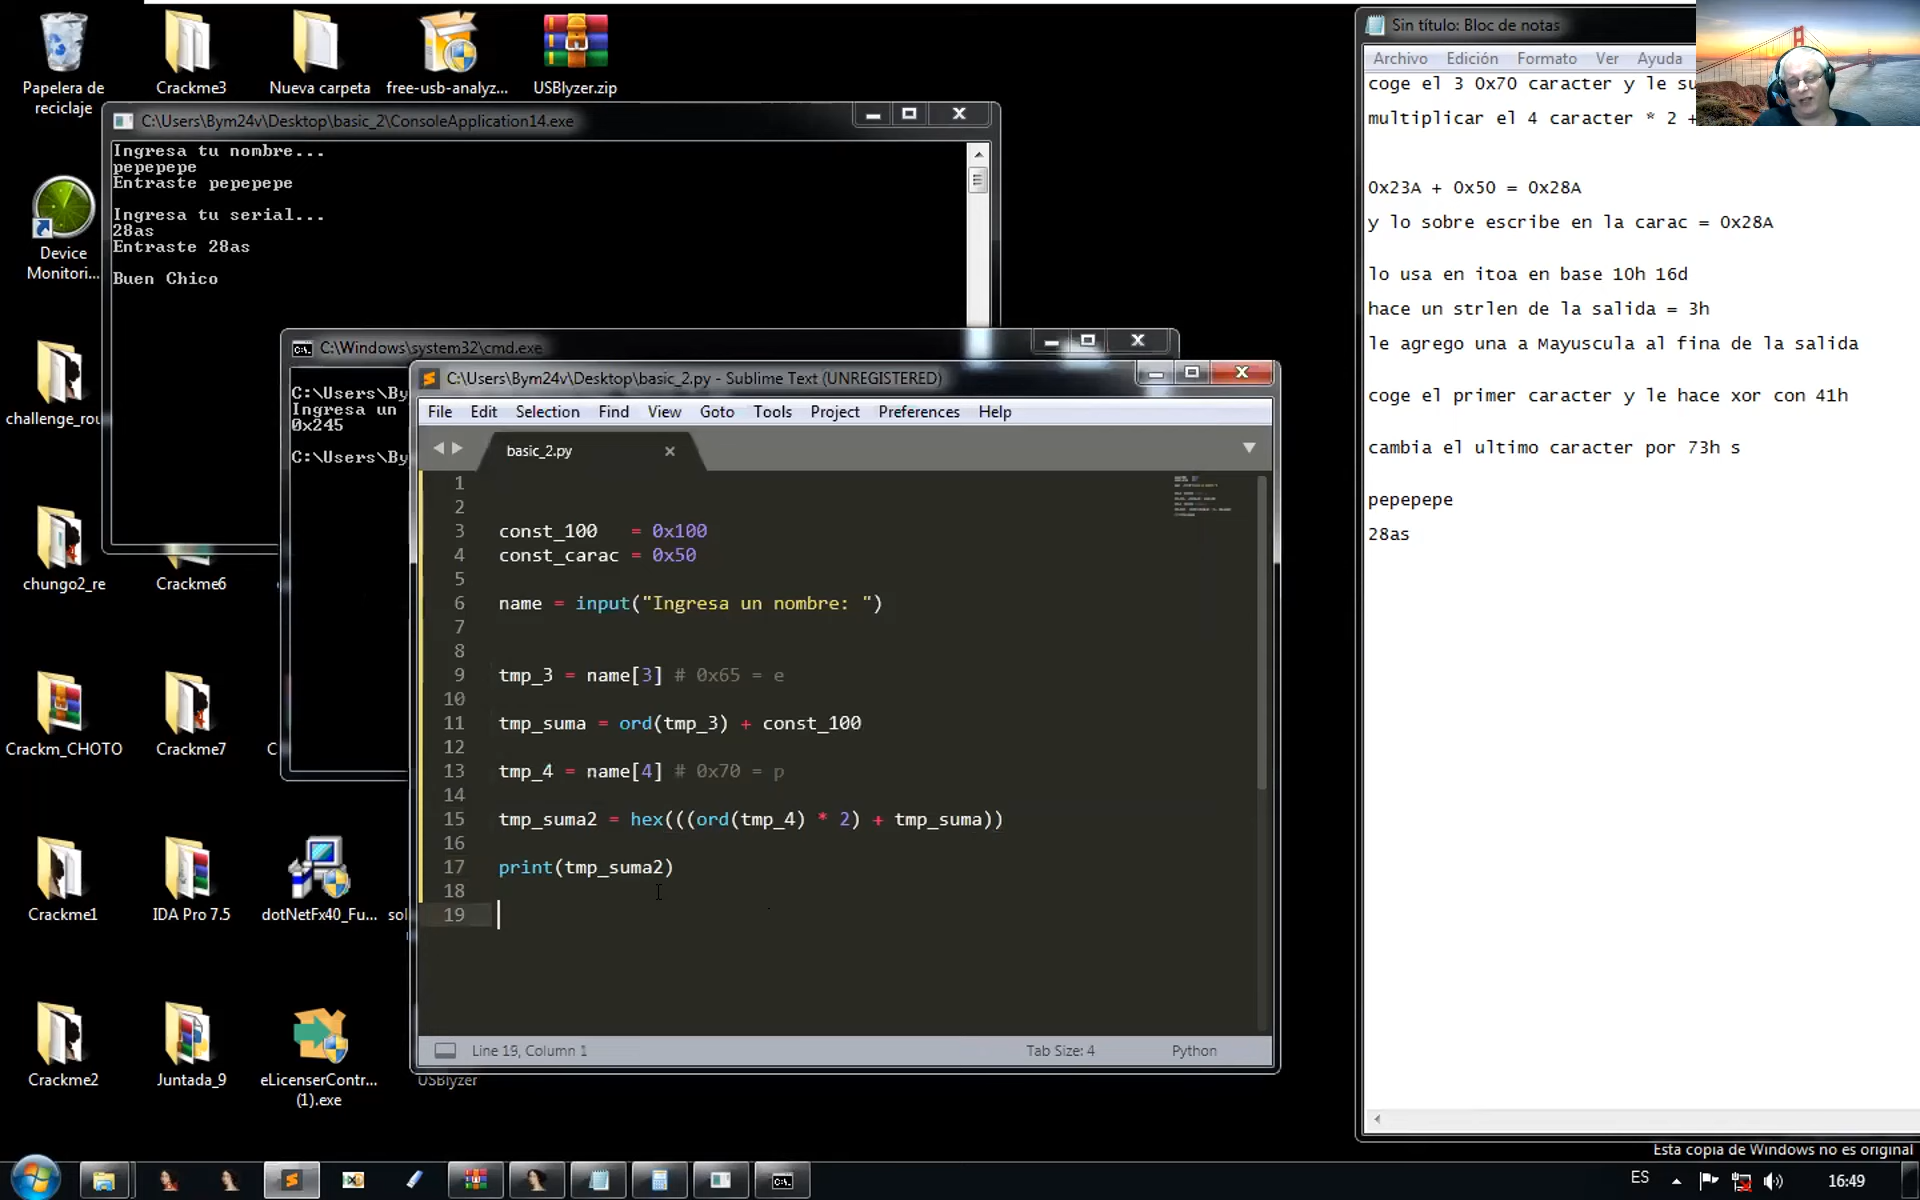 Papelera de
reciclaje
Crackme3
Nueva carpeta
free-usb-analyz...
USBlyzer.zip
Device
Monitori...
challenge_rou
chungo2_re
Crackme6
Crackm_CHOTO
Crackme7
C
Crackme1
IDA Pro 7.5
dotNetFx40_Fu...
sol
Crackme2
Juntada_9
eLicenserContr...
(1).exe
USBlyzer
C:\Users\Bym24v\Desktop\basic_2\ConsoleApplication14.exe
Ingresa tu nombre...
pepepepe
Entraste pepepepe
Ingresa tu serial...
28as
Entraste 28as
Buen Chico
C:\Windows\system32\cmd.exe
C:\Users\By
Ingresa un
0x245
C:\Users\By
C:\Users\Bym24v\Desktop\basic_2.py - Sublime Text (UNREGISTERED)
File Edit Selection Find View Goto Tools Project Preferences Help
basic_2.py
1
2
3 const_100 = 0x100
4 const_carac = 0x50
5
6 name = input("Ingresa un nombre: ")
7
8
9 tmp_3 = name[3] # 0x65 = e
10
11 tmp_suma = ord(tmp_3) + const_100
12
13 tmp_4 = name[4] # 0x70 = p
14
15 tmp_suma2 = hex(((ord(tmp_4) * 2) + tmp_suma))
16
17 print(tmp_suma2)
18
19
Line 19, Column 1
Tab Size: 4
Python
Sin título: Bloc de notas
Archivo Edición Formato Ver Ayuda
coge el 3 0x70 caracter y le su
multiplicar el 4 caracter * 2 +
0x23A + 0x50 = 0x28A
y lo sobre escribe en la carac = 0x28A
lo usa en itoa en base 10h 16d
hace un strlen de la salida = 3h
le agrego una a Mayuscula al fina de la salida
coge el primer caracter y le hace xor con 41h
cambia el ultimo caracter por 73h s
pepepepe
28as
Esta copia de Windows no es original
ES
16:49